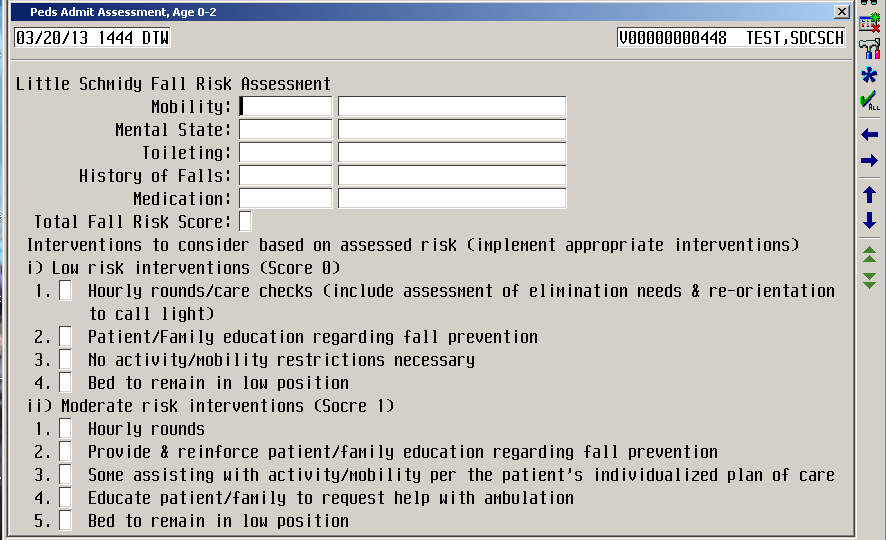 Peds Admit Assessment, Age 0-2
03/20/13 1444 DTW
V00000000448 TEST,SDCSCH
Little Schmidy Fall Risk Assessment
Mobility:
Mental State:
Toileting:
History of Falls:
Medication:
Total Fall Risk Score:
Interventions to consider based on assessed risk (implement appropriate interventions)
i) Low risk interventions (Score 0)
1. Hourly rounds/care checks (include assessment of elimination needs & re-orientation
to call light)
2. Patient/Family education regarding fall prevention
3. No activity/mobility restrictions necessary
4. Bed to remain in low position
ii) Moderate risk interventions (Socre 1)
1. Hourly rounds
2. Provide & reinforce patient/family education regarding fall prevention
3. Some assisting with activity/mobility per the patient's individualized plan of care
4. Educate patient/family to request help with ambulation
5. Bed to remain in low position
ALL